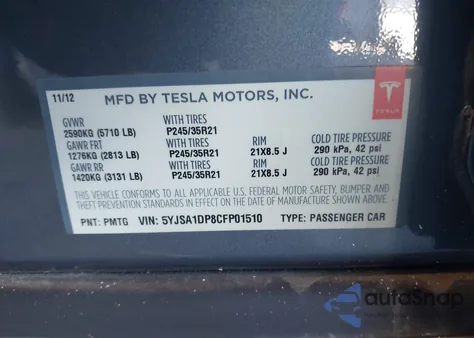 11/12 MFD BY TESLA MOTORS, INC.
TESLA
GVWR WITH TIRES
2590KG (5710 LB) P245/35R21
GAWR FRT WITH TIRES RIM COLD TIRE PRESSURE
1276KG (2813 LB) P245/35R21 21X8.5 J 290 kPa, 42 psi
GAWR RR WITH TIRES RIM COLD TIRE PRESSURE
1420KG (3131 LB) P245/35R21 21X8.5 J 290 kPa, 42 psi
THIS VEHICLE CONFORMS TO ALL APPLICABLE U.S. FEDERAL MOTOR SAFETY, BUMPER AND
THEFT PREVENTION STANDARDS IN EFFECT ON THE DATE OF MANUFACTURE SHOWN ABOVE.
PNT: PMTG VIN: 5YJSA1DP8CFP01510 TYPE: PASSENGER CAR
autoSnap